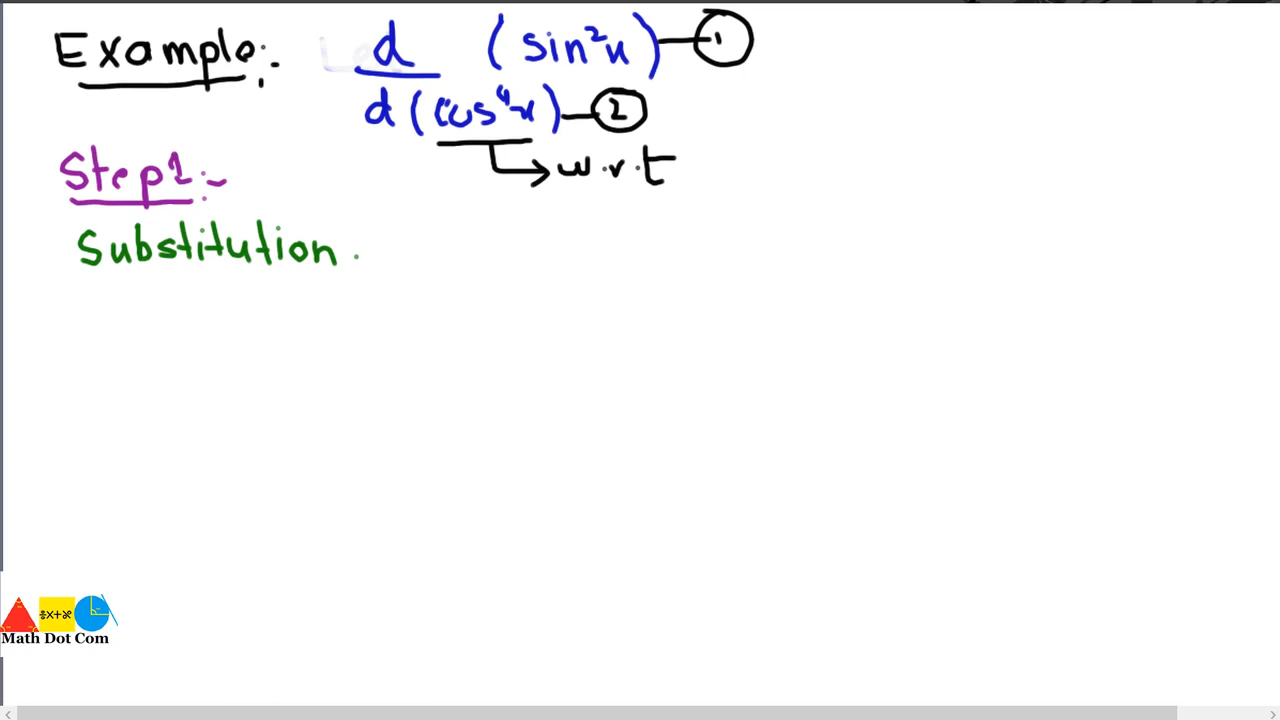 Example:- d (sin²x) — 1
d (cos⁴x) — 2
→ w.r.t
Step1:-
Substitution.
÷x+
Math Dot Com